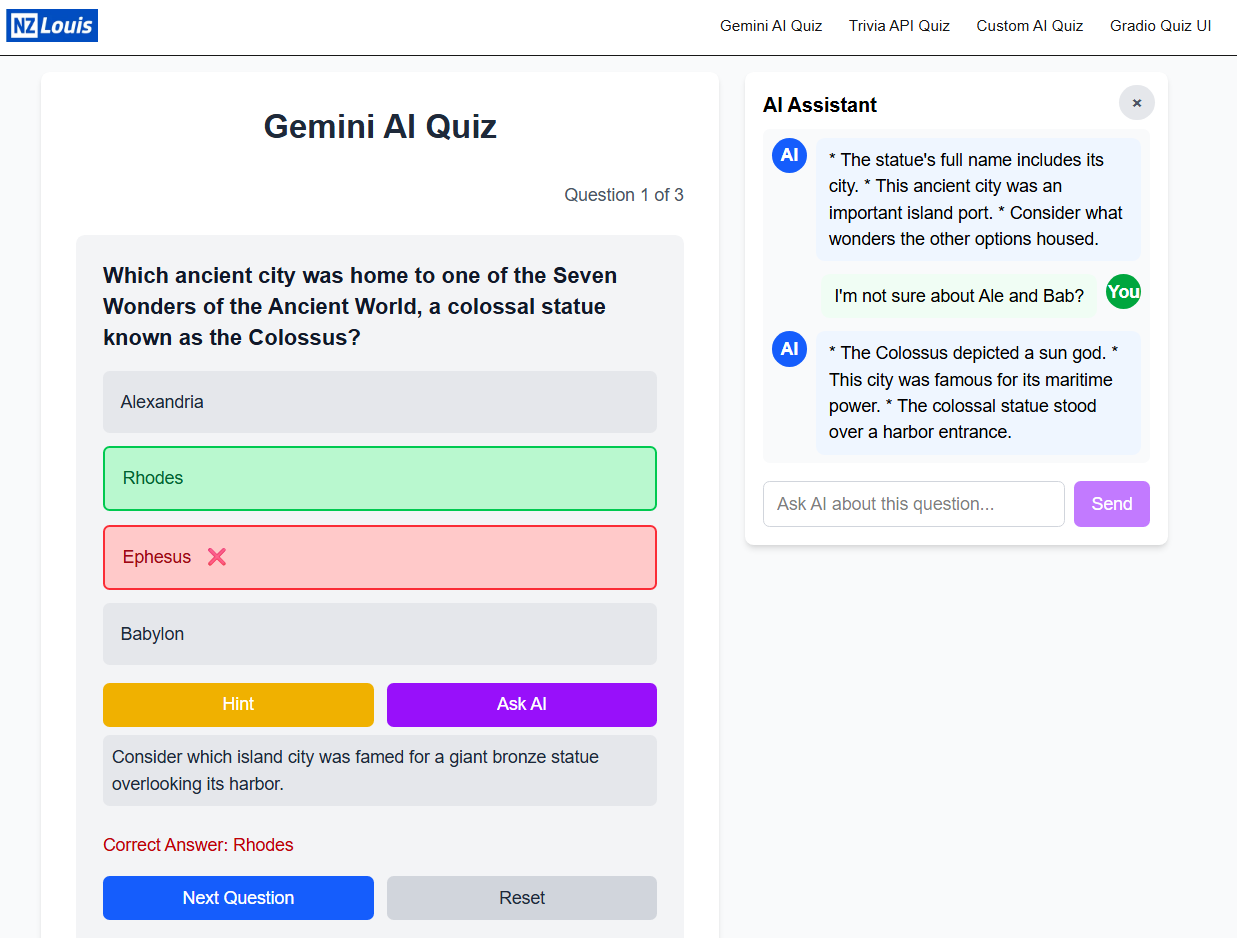 NZ Louis
Gemini AI Quiz
Trivia API Quiz
Custom AI Quiz
Gradio Quiz UI
Gemini AI Quiz
Question 1 of 3
Which ancient city was home to one of the Seven
Wonders of the Ancient World, a colossal statue
known as the Colossus?
Alexandria
Rhodes
Ephesus ❌
Babylon
Hint
Ask AI
Consider which island city was famed for a giant bronze statue
overlooking its harbor.
Correct Answer: Rhodes
Next Question
Reset
AI Assistant
×
AI
* The statue's full name includes its
city. * This ancient city was an
important island port. * Consider what
wonders the other options housed.
I'm not sure about Ale and Bab?
You
AI
* The Colossus depicted a sun god. *
This city was famous for its maritime
power. * The colossal statue stood
over a harbor entrance.
Ask AI about this question...
Send